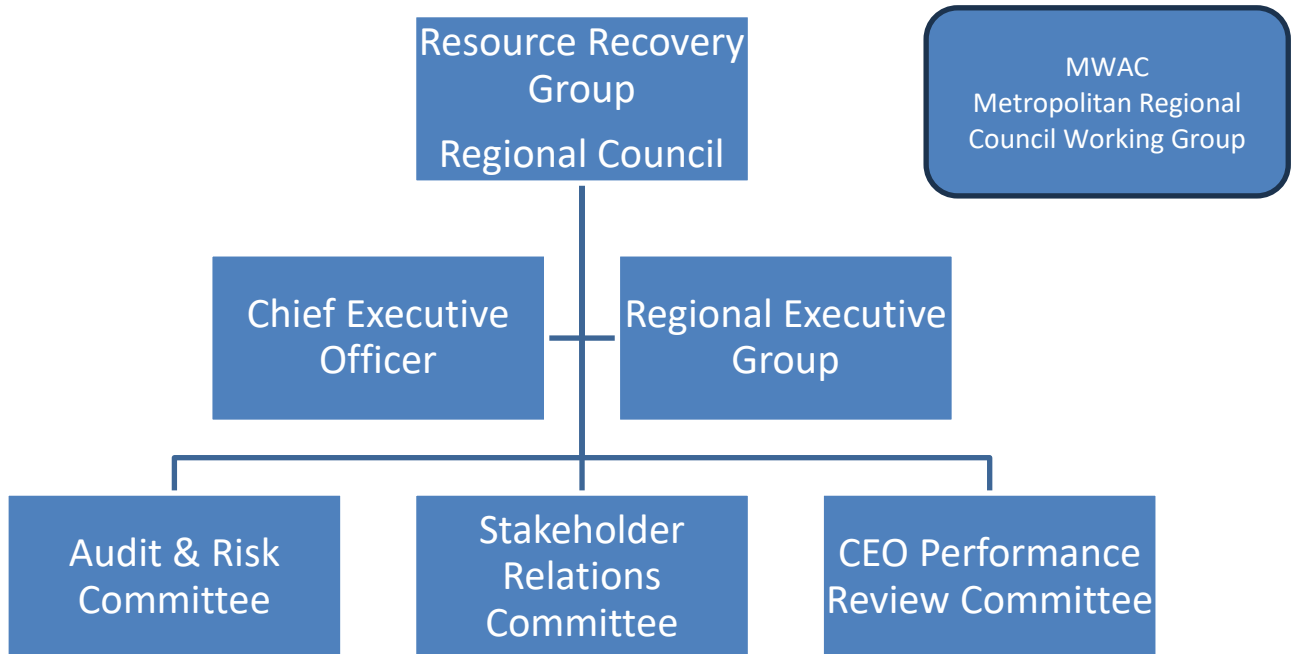 Resource Recovery
Group
Regional Council
MWAC
Metropolitan Regional
Council Working Group
Chief Executive
Officer
Regional Executive
Group
Audit & Risk
Committee
Stakeholder
Relations
Committee
CEO Performance
Review Committee